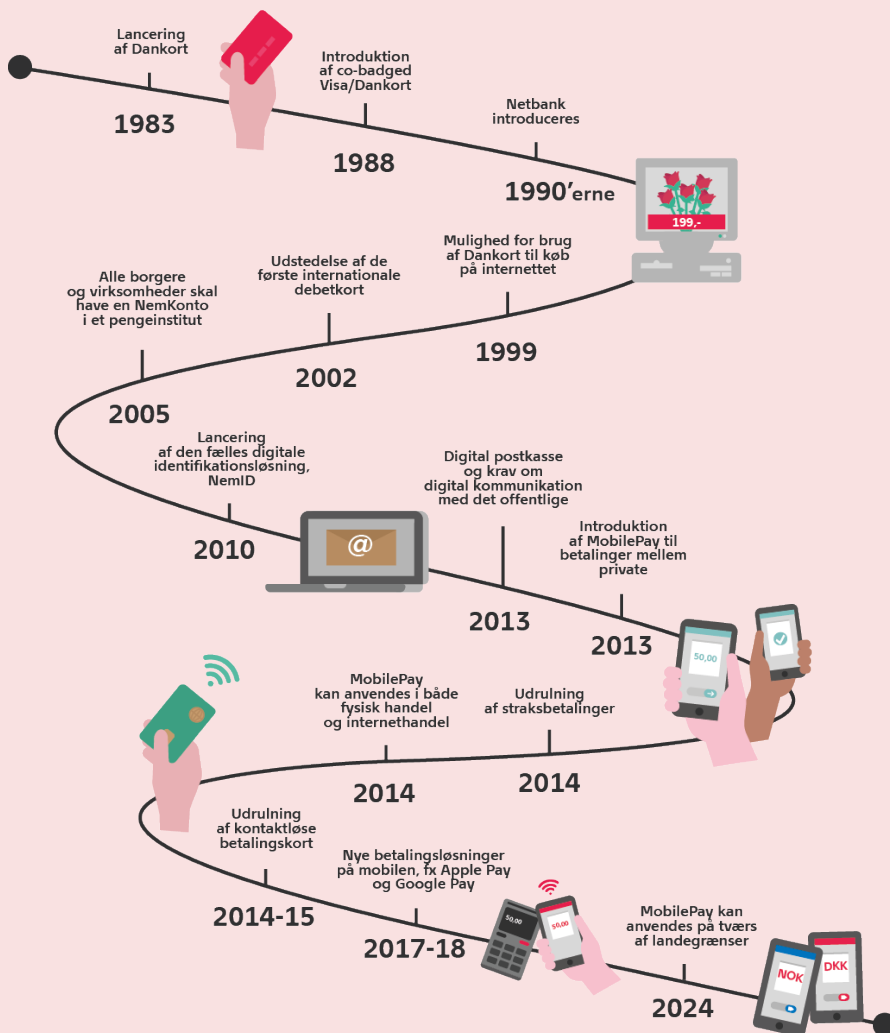 Lancering
af Dankort
1983
Introduktion
af co-badged
Visa/Dankort
1988
Netbank
introduceres
1990’erne
199,-
Mulighed for brug
af Dankort til køb
på internettet
1999
Udstedelse af de
første internationale
debetkort
2002
Alle borgere
og virksomheder skal
have en NemKonto
i et pengeinstitut
2005
Lancering
af den fælles digitale
identifikationsløsning,
NemID
2010
@
Digital postkasse
og krav om
digital kommunikation
med det offentlige
2013
Introduktion
af MobilePay til
betalinger mellem
private
2013
50,00
Udrulning
af straksbetalinger
2014
MobilePay
kan anvendes i både
fysisk handel
og internethandel
2014
Udrulning
af kontaktløse
betalingskort
2014-15
Nye betalingsløsninger
på mobilen, fx Apple Pay
og Google Pay
2017-18
50,00
50,00
MobilePay kan
anvendes på tværs
af landegrænser
2024
NOK
DKK